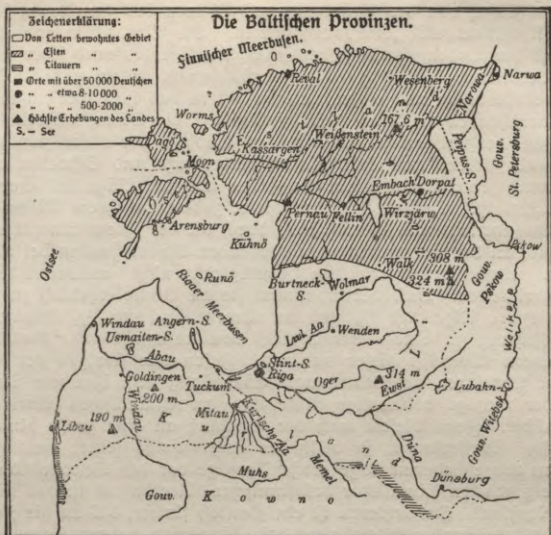 Die Baltischen Provinzen.
Zeichenerklärung:
Von Letten bewohntes Gebiet
„ Esten „ „
„ Litauern „ „
Orte mit über 50000 Deutschen
„ „ etwa 8-10000 „
„ „ „ 500-2000 „
Höchste Erhebungen des Landes
S. – See
Finnischer Meerbusen.
Reval
Wesenberg
Narwa
Narowa
Worms
167,6 m
Dagö
Kassargen
Weißenstein
Peipus-S.
Gouv.
St. Petersburg
Moon
Embach
Dorpat
Arensburg
Pernau
Fellin
Wirzjärw
Kühnö
Pskow
Ostsee
Runö
Walk
308 m
324 m
Gouv.
Pskow
Rigaer Meerbusen
Burtneck-
S.
Wolmar
Welikaja
Windau
Angern-S.
Usmaiten-S.
Livl. Aa
Wenden
Abau
Stint-S.
Riga
Goldingen
Tuckum
Oger
314 m
Ewst
Lubahn-S.
200 m
Windau
Mitau
Kurische Aa
190 m
Libau
K u r l a n d
Gouv. Witebsk
Düna
Muhs
Memel
Dünaburg
Gouv. K o w n o